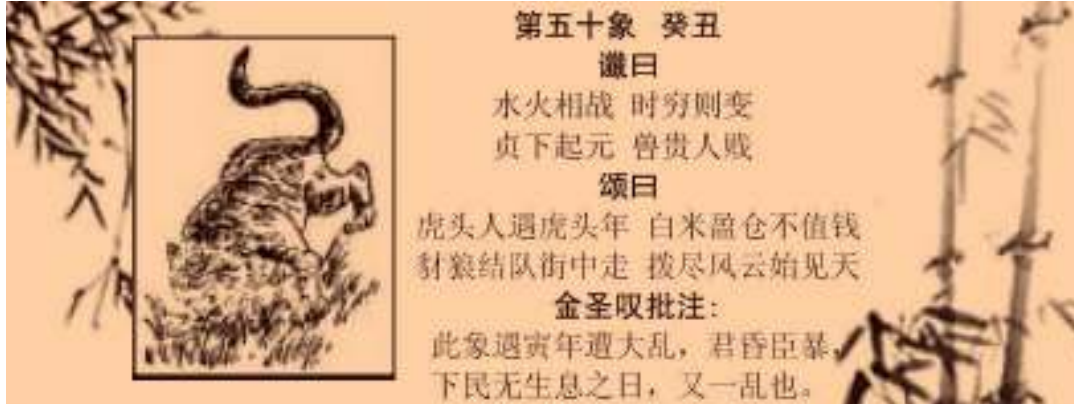 第五十象 癸丑
谶曰
水火相战 时穷则变
贞下起元 兽贵人贱
颂曰
虎头人遇虎头年 白米盈仓不值钱
豺狼结队街中走 拨尽风云始见天
金圣叹批注：
此象遇寅年遭大乱，君昏臣暴，
下民无生息之日，又一乱也。